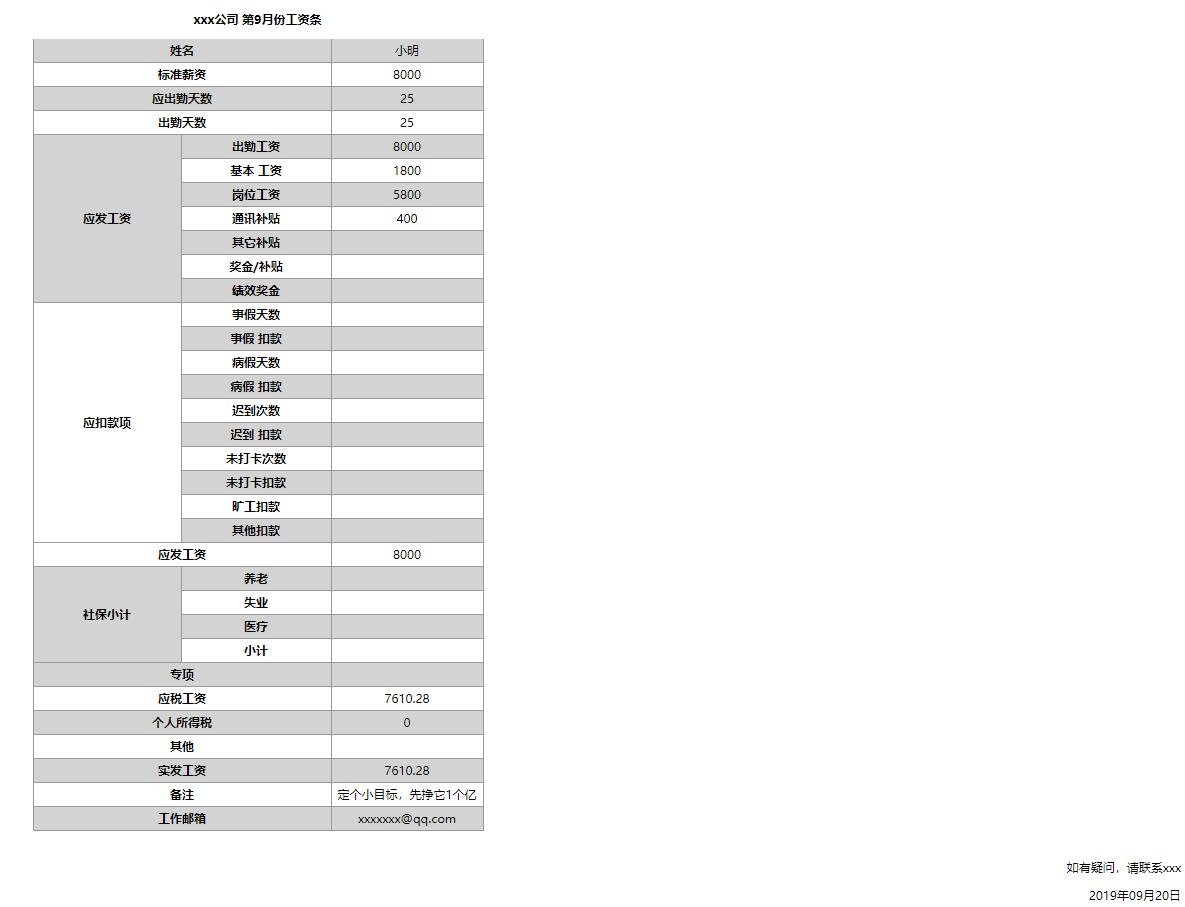 xxx公司 第9月份工资条
姓名 小明
标准薪资 8000
应出勤天数 25
出勤天数 25
出勤工资 8000
基本 工资 1800
岗位工资 5800
应发工资 通讯补贴 400
其它补贴
奖金/补贴
绩效奖金
事假天数
事假 扣款
病假天数
病假 扣款
应扣款项 迟到次数
迟到 扣款
未打卡次数
未打卡扣款
旷工扣款
其他扣款
应发工资 8000
养老
社保小计 失业
医疗
小计
专项
应税工资 7610.28
个人所得税 0
其他
实发工资 7610.28
备注 定个小目标，先挣它1个亿
工作邮箱 xxxxxxx@qq.com
如有疑问，请联系xxx
2019年09月20日